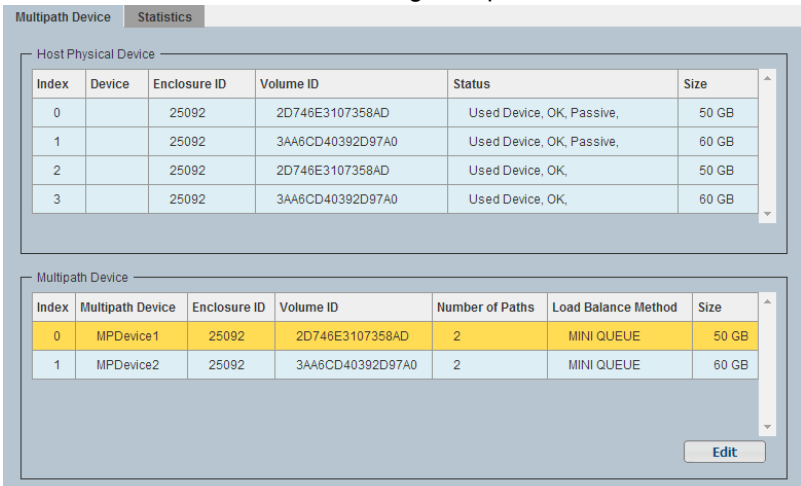 Multipath Device Statistics
Host Physical Device
Index Device Enclosure ID Volume ID Status Size
0 25092 2D746E3107358AD Used Device, OK, Passive, 50 GB
1 25092 3AA6CD40392D97A0 Used Device, OK, Passive, 60 GB
2 25092 2D746E3107358AD Used Device, OK, 50 GB
3 25092 3AA6CD40392D97A0 Used Device, OK, 60 GB
Multipath Device
Index Multipath Device Enclosure ID Volume ID Number of Paths Load Balance Method Size
0 MPDevice1 25092 2D746E3107358AD 2 MINI QUEUE 50 GB
1 MPDevice2 25092 3AA6CD40392D97A0 2 MINI QUEUE 60 GB
Edit